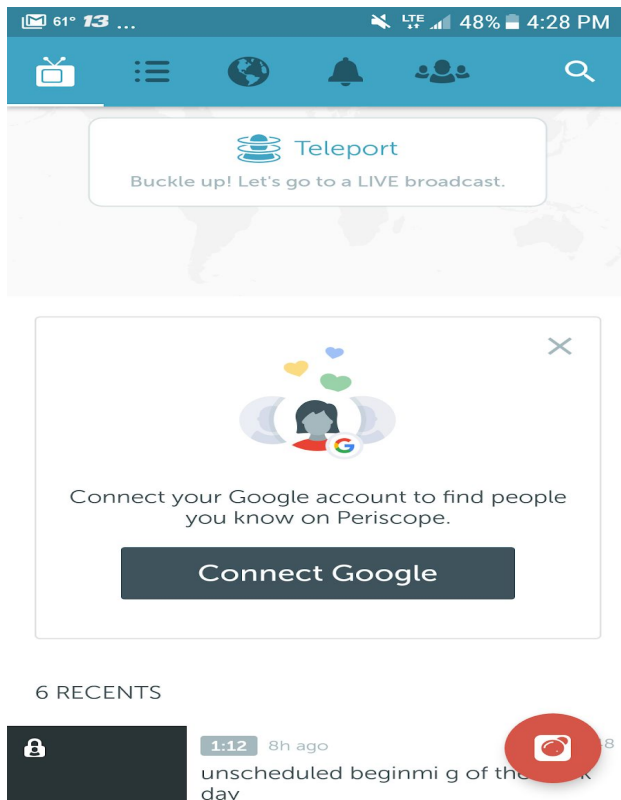 61° 13 ... LTE 48% 4:28 PM
Teleport
Buckle up! Let's go to a LIVE broadcast.
Connect your Google account to find people
you know on Periscope.
Connect Google
6 RECENTS
1:12 8h ago 8
unscheduled beginmi g of the
day